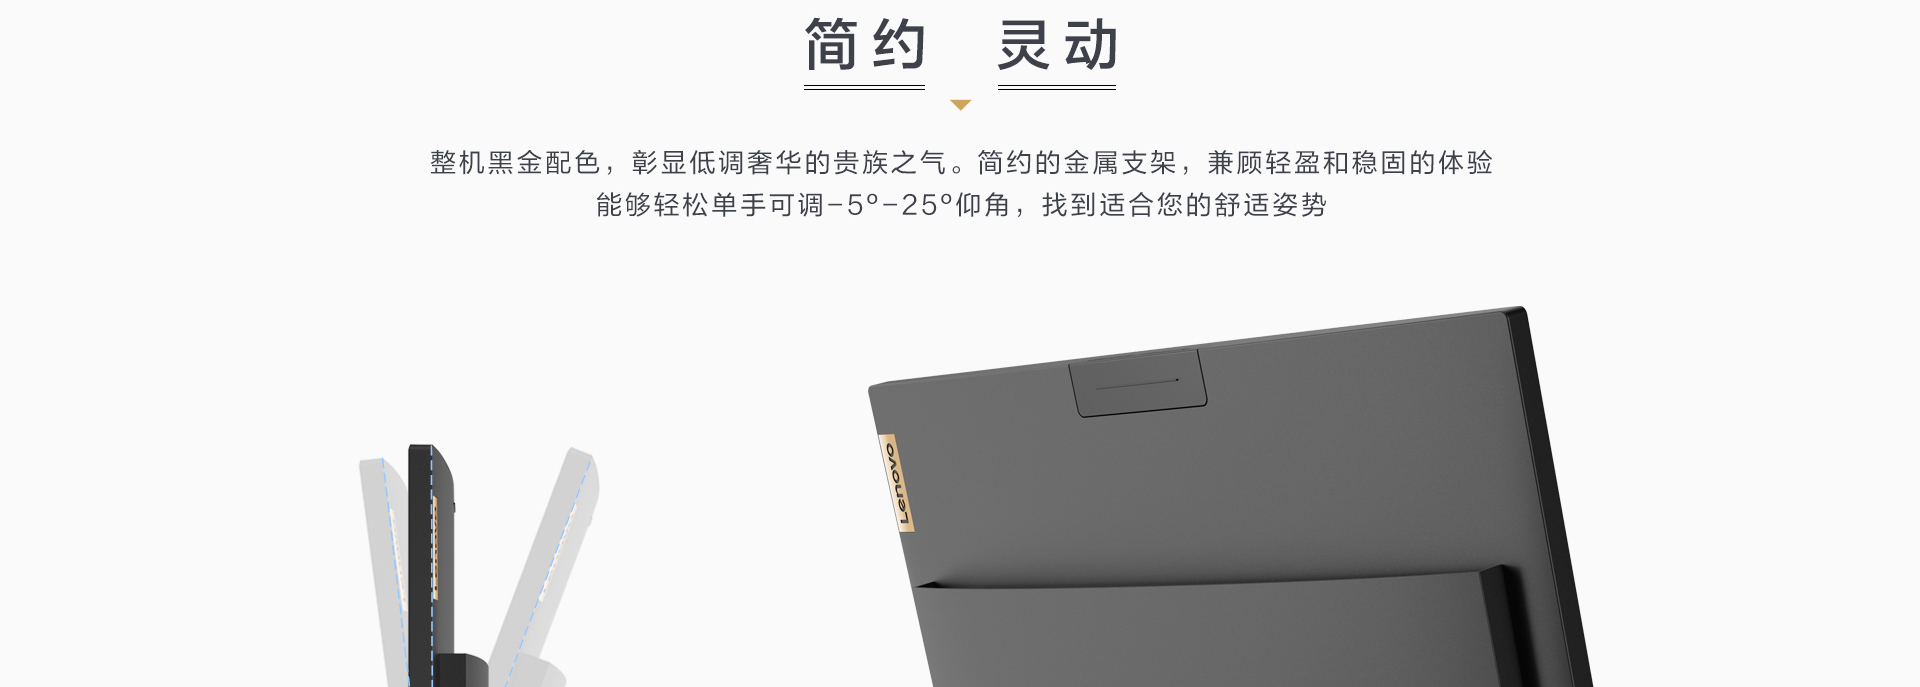 简约 灵动
整机黑金配色，彰显低调奢华的贵族之气。简约的金属支架，兼顾轻盈和稳固的体验
能够轻松单手可调-5°-25°仰角，找到适合您的舒适姿势
Lenovo